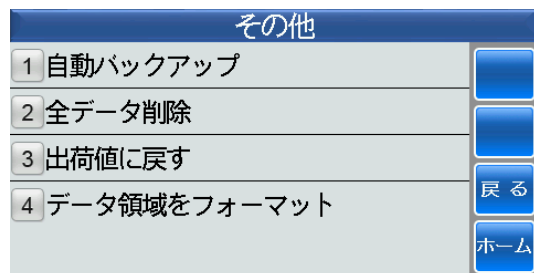 その他
1 自動バックアップ
2 全データ削除
3 出荷値に戻す
4 データ領域をフォーマット
戻る
ホーム